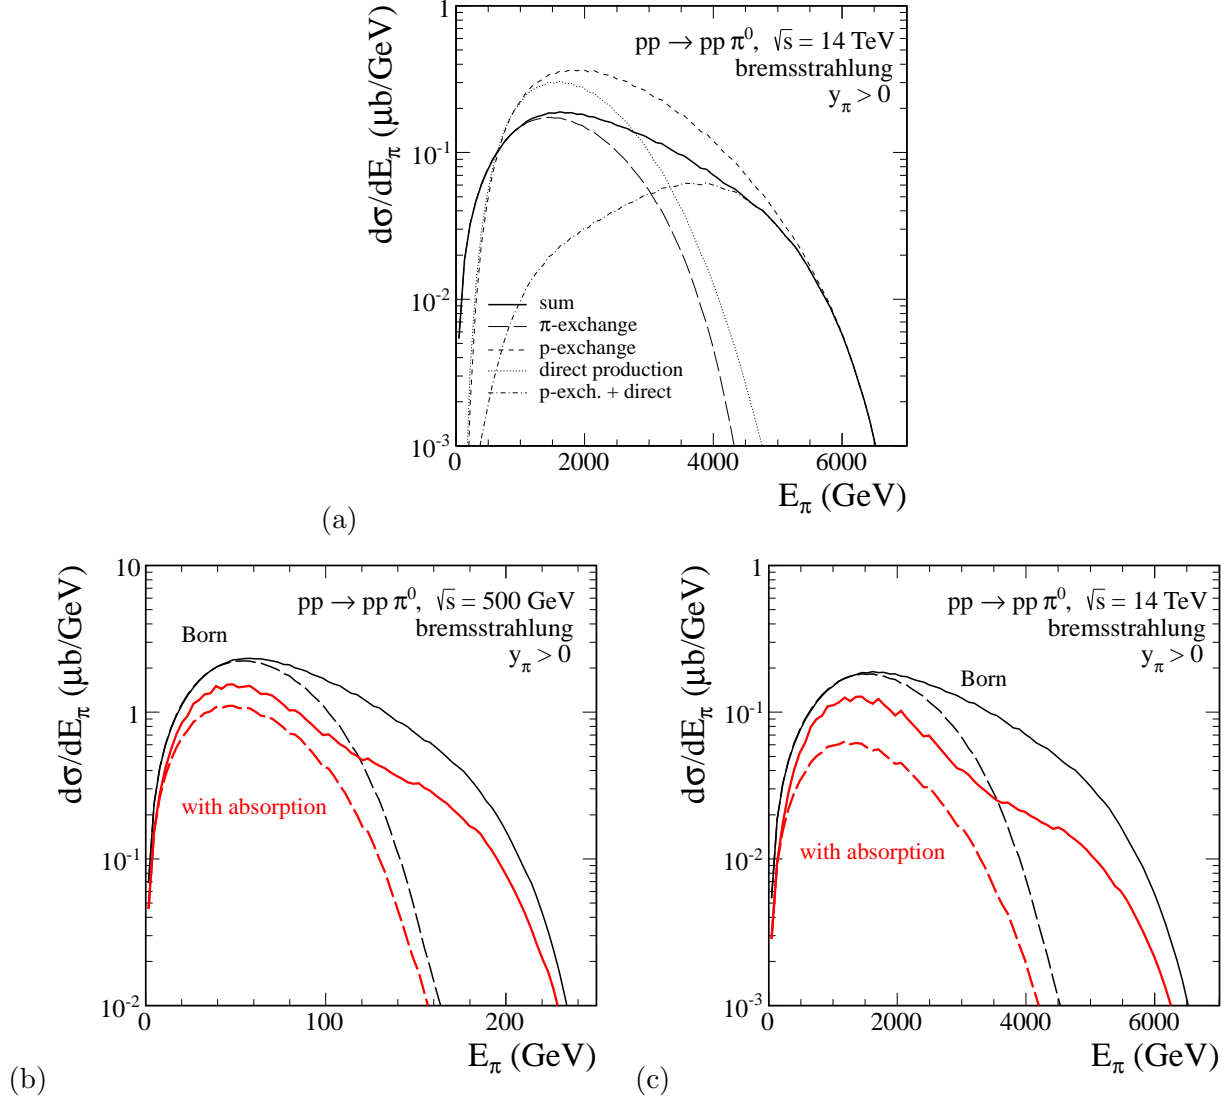 pp → pp π⁰, √s = 14 TeV
bremsstrahlung
y_π > 0
dσ/dE_π (μb/GeV)
1
10⁻¹
10⁻²
10⁻³
sum
π-exchange
p-exchange
direct production
p-exch. + direct
0 2000 4000 6000
E_π (GeV)
(a)
pp → pp π⁰, √s = 500 GeV
bremsstrahlung
y_π > 0
Born
with absorption
dσ/dE_π (μb/GeV)
10
1
10⁻¹
10⁻²
0 100 200
E_π (GeV)
(b)
pp → pp π⁰, √s = 14 TeV
bremsstrahlung
y_π > 0
Born
with absorption
dσ/dE_π (μb/GeV)
1
10⁻¹
10⁻²
10⁻³
0 2000 4000 6000
E_π (GeV)
(c)